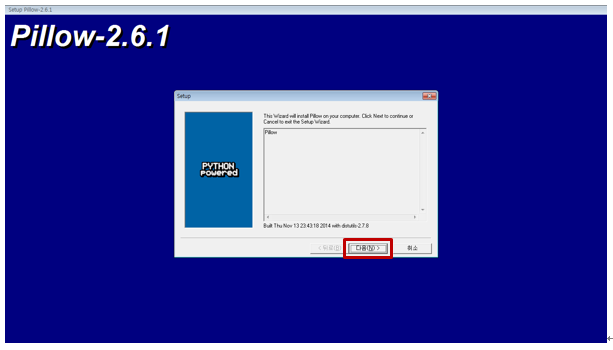 Setup Pillow-2.6.1
Pillow-2.6.1
Setup
This Wizard will install Pillow on your computer. Click Next to continue or
Cancel to exit the Setup Wizard.
Pillow
PYTHON
powered
Built Thu Nov 13 23:43:18 2014 with distutils-2.7.8
< 뒤로(B) 다음(N) > 취소